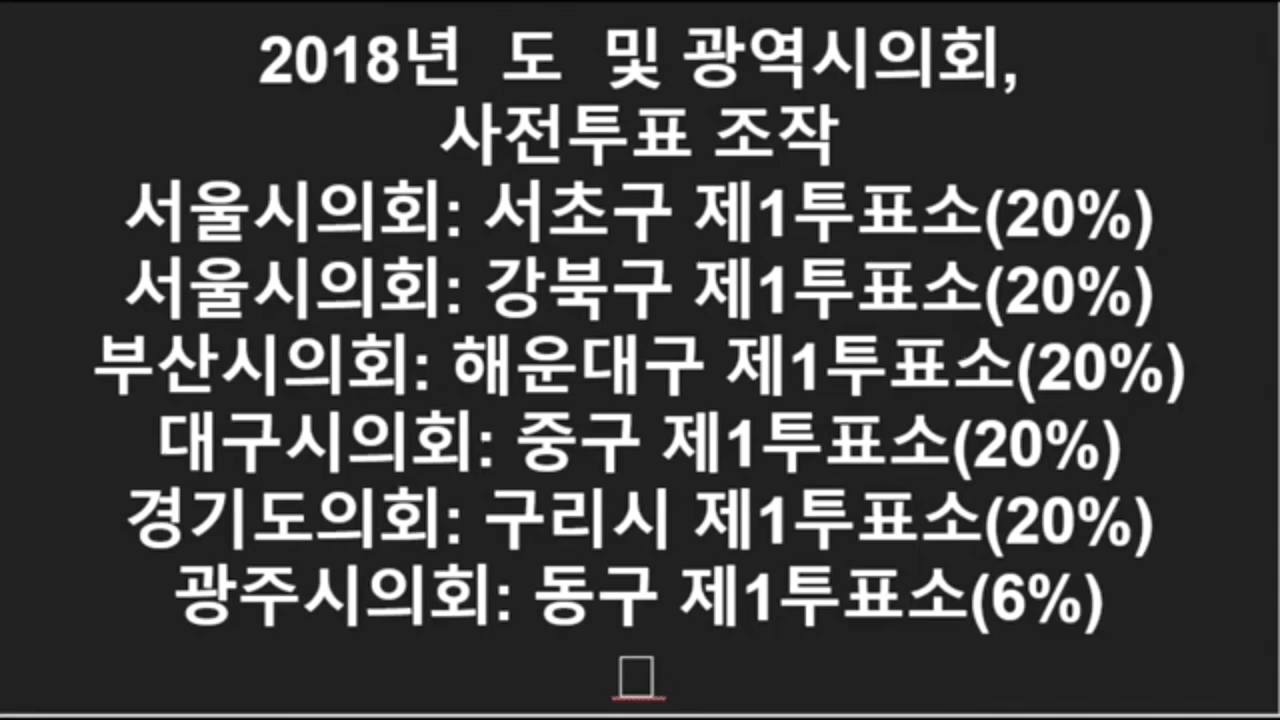 2018년 도 및 광역시의회,
사전투표 조작
서울시의회: 서초구 제1투표소(20%)
서울시의회: 강북구 제1투표소(20%)
부산시의회: 해운대구 제1투표소(20%)
대구시의회: 중구 제1투표소(20%)
경기도의회: 구리시 제1투표소(20%)
광주시의회: 동구 제1투표소(6%)